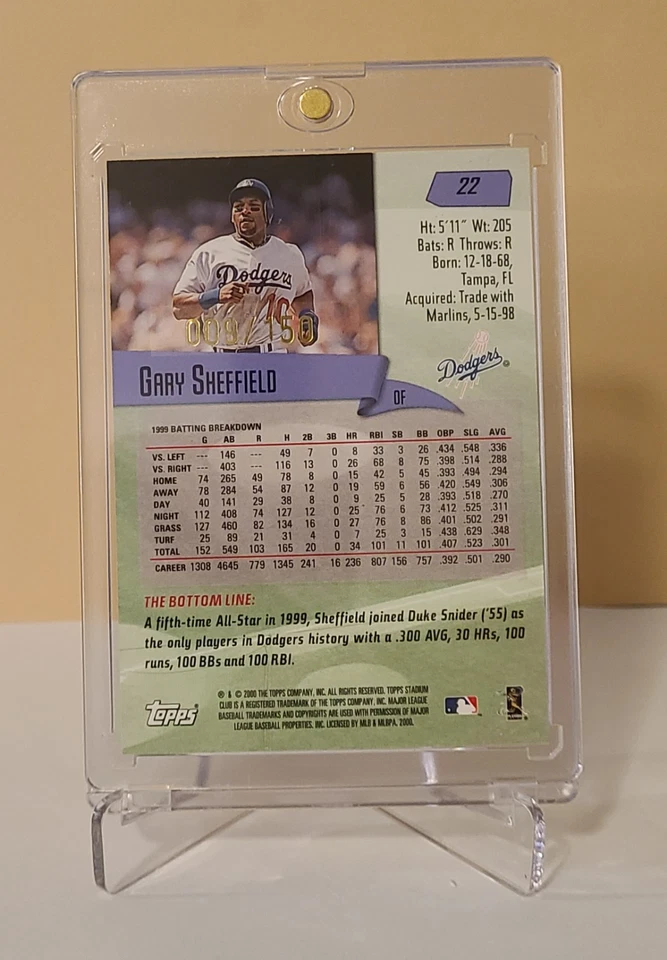 22
Ht: 5'11" Wt: 205
Bats: R Throws: R
Born: 12-18-68,
Tampa, FL
Acquired: Trade with
Marlins, 5-15-98
Dodgers
Dodgers
009/150
GARY SHEFFIELD
OF
1999 BATTING BREAKDOWN
G AB R H 2B 3B HR RBI SB BB OBP SLG AVG
VS. LEFT --- 146 --- 49 7 0 8 33 3 26 .434 .548 .336
VS. RIGHT --- 403 --- 116 13 0 26 68 8 75 .398 .514 .288
HOME 74 265 49 78 8 0 15 42 5 45 .393 .494 .294
AWAY 78 284 54 87 12 0 19 59 6 56 .420 .549 .306
DAY 40 141 29 38 8 0 9 25 5 28 .393 .518 .270
NIGHT 112 408 74 127 12 0 25 76 6 73 .412 .525 .311
GRASS 127 460 82 134 16 0 27 76 8 86 .401 .502 .291
TURF 25 89 21 31 4 0 7 25 3 15 .438 .629 .348
TOTAL 152 549 103 165 20 0 34 101 11 101 .407 .523 .301
CAREER 1308 4645 779 1345 241 16 236 807 156 757 .392 .501 .290
THE BOTTOM LINE:
A fifth-time All-Star in 1999, Sheffield joined Duke Snider ('55) as
the only players in Dodgers history with a .300 AVG, 30 HRs, 100
runs, 100 BBs and 100 RBI.
Topps
® & © 2000 THE TOPPS COMPANY, INC. ALL RIGHTS RESERVED. TOPPS STADIUM
CLUB IS A REGISTERED TRADEMARK OF THE TOPPS COMPANY, INC. MAJOR LEAGUE
BASEBALL TRADEMARKS AND COPYRIGHTS ARE USED WITH PERMISSION OF MAJOR
LEAGUE BASEBALL PROPERTIES, INC. LICENSED BY MLB & MLBPA, 2000.